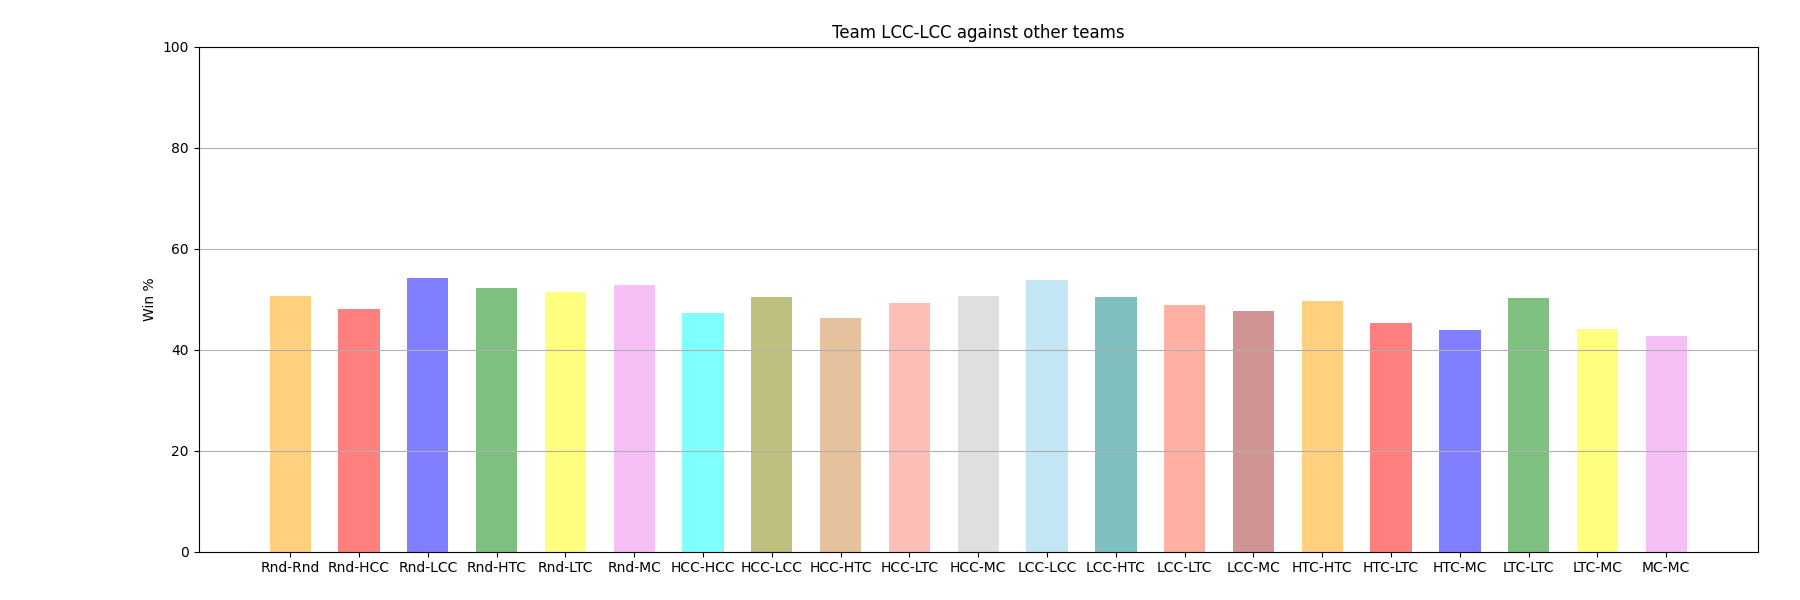 Team LCC-LCC against other teams
Win %
100
80
60
40
20
0
Rnd-Rnd Rnd-HCC Rnd-LCC Rnd-HTC Rnd-LTC Rnd-MC HCC-HCC HCC-LCC HCC-HTC HCC-LTC HCC-MC LCC-LCC LCC-HTC LCC-LTC LCC-MC HTC-HTC HTC-LTC HTC-MC LTC-LTC LTC-MC MC-MC